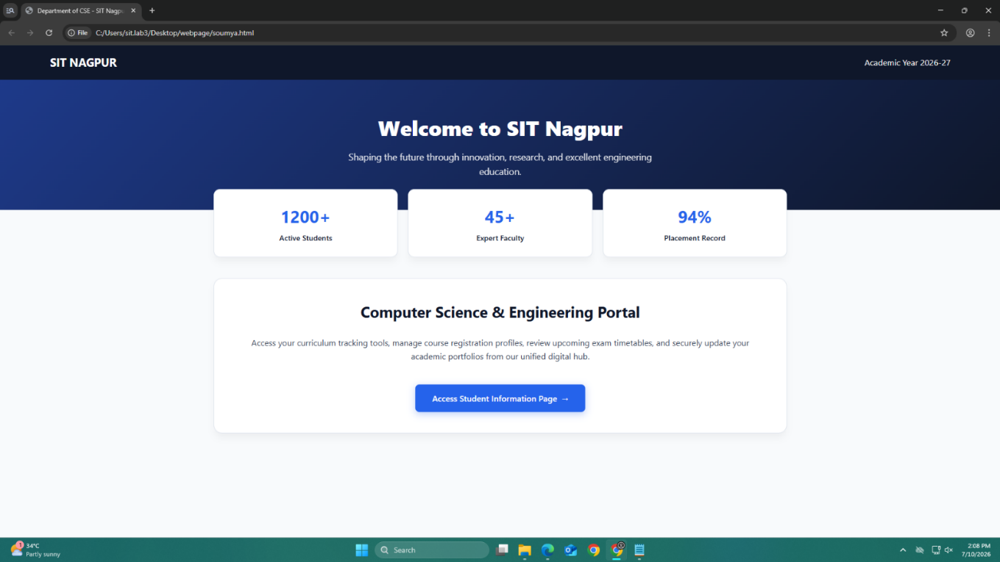 Department of CSE - SIT Nagpu
File
C:/Users/sit.lab3/Desktop/webpage/soumya.html
SIT NAGPUR
Academic Year 2026-27
Welcome to SIT Nagpur
Shaping the future through innovation, research, and excellent engineering
education.
1200+
Active Students
45+
Expert Faculty
94%
Placement Record
Computer Science & Engineering Portal
Access your curriculum tracking tools, manage course registration profiles, review upcoming exam timetables, and securely update your
academic portfolios from our unified digital hub.
Access Student Information Page →
1
34°C
Partly sunny
Search
2:08 PM
7/10/2026